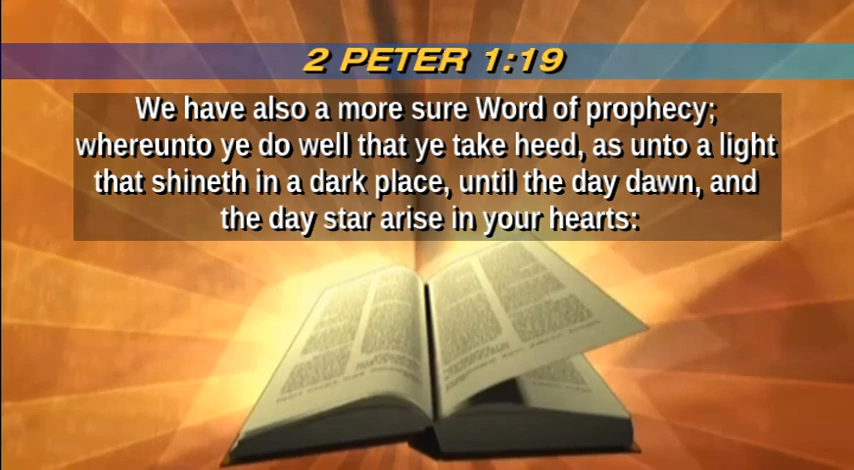 2 PETER 1:19
We have also a more sure Word of prophecy;
whereunto ye do well that ye take heed, as unto a light
that shineth in a dark place, until the day dawn, and
the day star arise in your hearts: